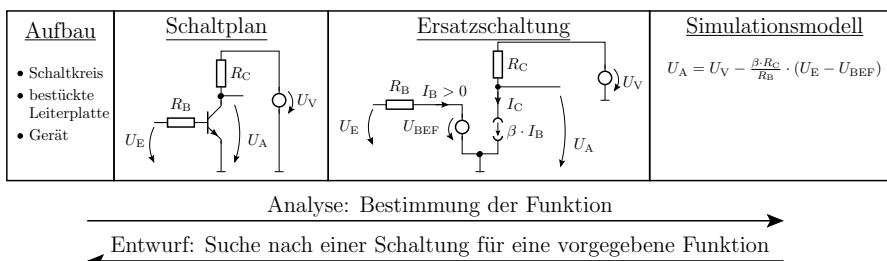 Aufbau
• Schaltkreis
• bestückte
Leiterplatte
• Gerät
Schaltplan
R_C
R_B
U_V
U_E
U_A
Ersatzschaltung
R_C
R_B
I_B > 0
U_V
I_C
U_E
U_BEF
β · I_B
U_A
Simulationsmodell
U_A = U_V − β·R_C/R_B · (U_E − U_BEF)
Analyse: Bestimmung der Funktion
Entwurf: Suche nach einer Schaltung für eine vorgegebene Funktion